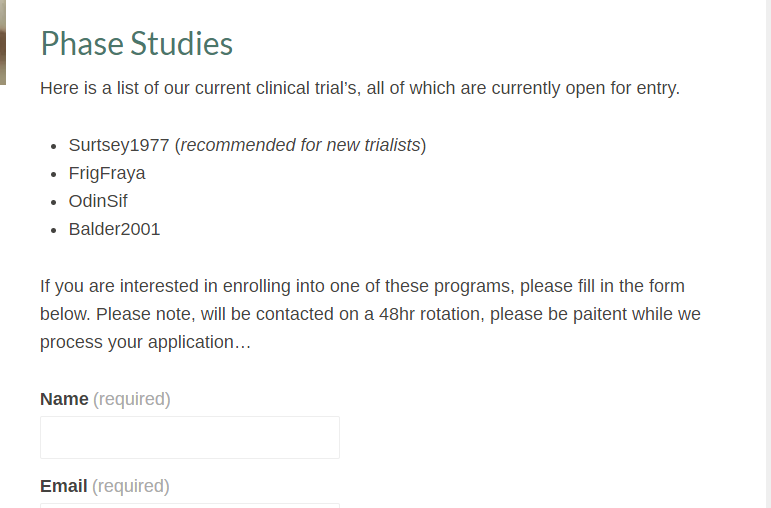 Phase Studies
Here is a list of our current clinical trial’s, all of which are currently open for entry.
Surtsey1977 (recommended for new trialists)
FrigFraya
OdinSif
Balder2001
If you are interested in enrolling into one of these programs, please fill in the form
below. Please note, will be contacted on a 48hr rotation, please be paitent while we
process your application…
Name (required)
Email (required)